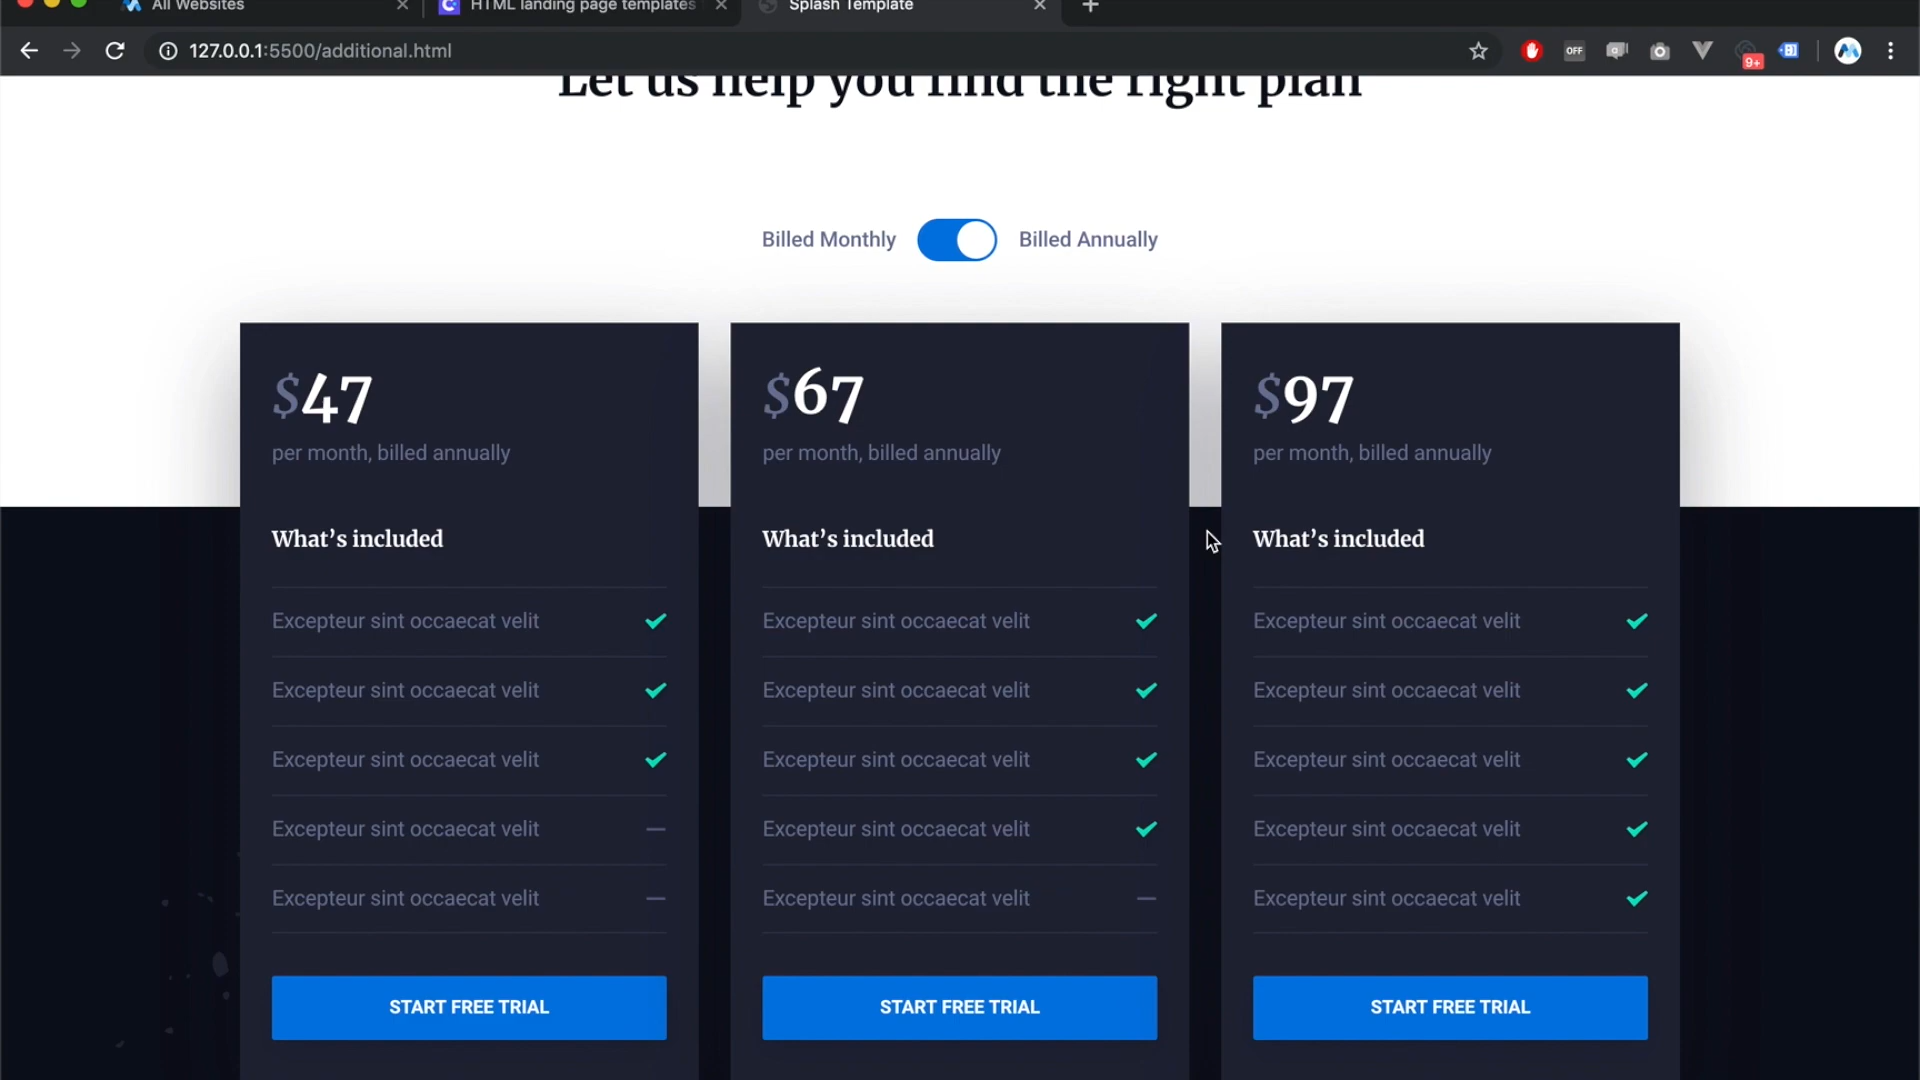 All Websites
HTML landing page templates
Splash Template
127.0.0.1:5500/additional.html
OFF
9+
Let us help you find the right plan
Billed Monthly
Billed Annually
$47
per month, billed annually
What’s included
Excepteur sint occaecat velit
Excepteur sint occaecat velit
Excepteur sint occaecat velit
Excepteur sint occaecat velit
Excepteur sint occaecat velit
START FREE TRIAL
$67
per month, billed annually
What’s included
Excepteur sint occaecat velit
Excepteur sint occaecat velit
Excepteur sint occaecat velit
Excepteur sint occaecat velit
Excepteur sint occaecat velit
START FREE TRIAL
$97
per month, billed annually
What’s included
Excepteur sint occaecat velit
Excepteur sint occaecat velit
Excepteur sint occaecat velit
Excepteur sint occaecat velit
Excepteur sint occaecat velit
START FREE TRIAL